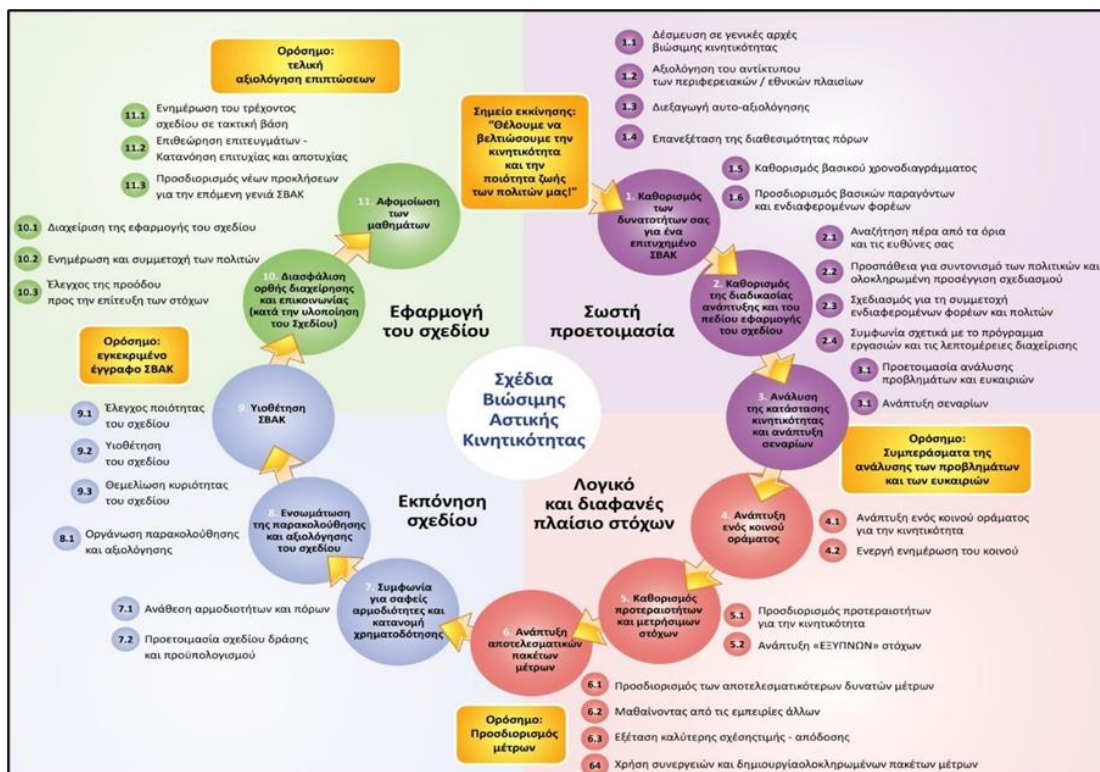 Σημείο εκκίνησης:
"Θέλουμε να
βελτιώσουμε την
κινητικότητα
και την
ποιότητα ζωής
των πολιτών μας!"
1. Καθορισμός
των
δυνατοτήτων σας
για ένα
επιτυχημένο
ΣΒΑΚ
1.1 Δέσμευση σε γενικές αρχές
βιώσιμης κινητικότητας
1.2 Αξιολόγηση του αντίκτυπου
των περιφερειακών / εθνικών πλαισίων
1.3 Διεξαγωγή αυτο-αξιολόγησης
1.4 Επανεξέταση της διαθεσιμότητας πόρων
1.5 Καθορισμός βασικού χρονοδιαγράμματος
1.6 Προσδιορισμός βασικών παραγόντων
και ενδιαφερομένων φορέων
2. Καθορισμός
της διαδικασίας
ανάπτυξης και του
πεδίου εφαρμογής
του σχεδίου
2.1 Αναζήτηση πέρα από τα όρια
και τις ευθύνες σας
2.2 Προσπάθεια για συντονισμό των πολιτικών και
ολοκληρωμένη προσέγγιση σχεδιασμού
2.3 Σχεδιασμός για τη συμμετοχή
ενδιαφερομένων φορέων και πολιτών
2.4 Συμφωνία σχετικά με το πρόγραμμα
εργασιών και τις λεπτομέρειες διαχείρισης
3. Ανάλυση
της κατάστασης
κινητικότητας
και ανάπτυξη
σεναρίων
3.1 Προετοιμασία ανάλυσης
προβλημάτων και ευκαιριών
3.1 Ανάπτυξη σεναρίων
Σωστή
προετοιμασία
Ορόσημο:
Συμπεράσματα της
ανάλυσης των προβλημάτων
και των ευκαιριών
Σχέδια
Βιώσιμης
Αστικής
Κινητικότητας
Λογικό
και διαφανές
πλαίσιο στόχων
4. Ανάπτυξη
ενός κοινού
οράματος
4.1 Ανάπτυξη ενός κοινού οράματος
για την κινητικότητα
4.2 Ενεργή ενημέρωση του κοινού
5. Καθορισμός
προτεραιοτήτων
και μετρήσιμων
στόχων
5.1 Προσδιορισμός προτεραιοτήτων
για την κινητικότητα
5.2 Ανάπτυξη «ΕΞΥΠΝΩΝ» στόχων
6. Ανάπτυξη
αποτελεσματικών
πακέτων
μέτρων
6.1 Προσδιορισμός των αποτελεσματικότερων δυνατών μέτρων
6.2 Μαθαίνοντας από τις εμπειρίες άλλων
6.3 Εξέταση καλύτερης σχέσηςτιμής - απόδοσης
64 Χρήση συνεργειών και δημιουργίαολοκληρωμένων πακέτων μέτρων
Ορόσημο:
Προσδιορισμός
μέτρων
Εκπόνηση
σχεδίου
7. Συμφωνία
για σαφείς
αρμοδιότητες και
κατανομή
χρηματοδότησης
7.1 Ανάθεση αρμοδιοτήτων και πόρων
7.2 Προετοιμασία σχεδίου δράσης
και προϋπολογισμού
8. Ενσωμάτωση
της παρακολούθησης
και αξιολόγησης
του σχεδίου
8.1 Οργάνωση παρακολούθησης
και αξιολόγησης
9. Υιοθέτηση
ΣΒΑΚ
9.1 Έλεγχος ποιότητας
του σχεδίου
9.2 Υιοθέτηση
του σχεδίου
9.3 Θεμελίωση κυριότητας
του σχεδίου
Ορόσημο:
εγκεκριμένο
έγγραφο ΣΒΑΚ
Εφαρμογή
του σχεδίου
10. Διασφάλιση
ορθής διαχείρησης
και επικοινωνίας
(κατά την υλοποίηση
του Σχεδίου)
10.1 Διαχείριση της εφαρμογής του σχεδίου
10.2 Ενημέρωση και συμμετοχή των πολιτών
10.3 Έλεγχος της προόδου
προς την επίτευξη των στόχων
11. Αφομοίωση
των
μαθημάτων
11.1 Ενημέρωση του τρέχοντος
σχεδίου σε τακτική βάση
11.2 Επιθεώρηση επιτευγμάτων -
Κατανόηση επιτυχίας και αποτυχίας
11.3 Προσδιορισμός νέων προκλήσεων
για την επόμενη γενιά ΣΒΑΚ
Ορόσημο:
τελική
αξιολόγηση επιπτώσεων